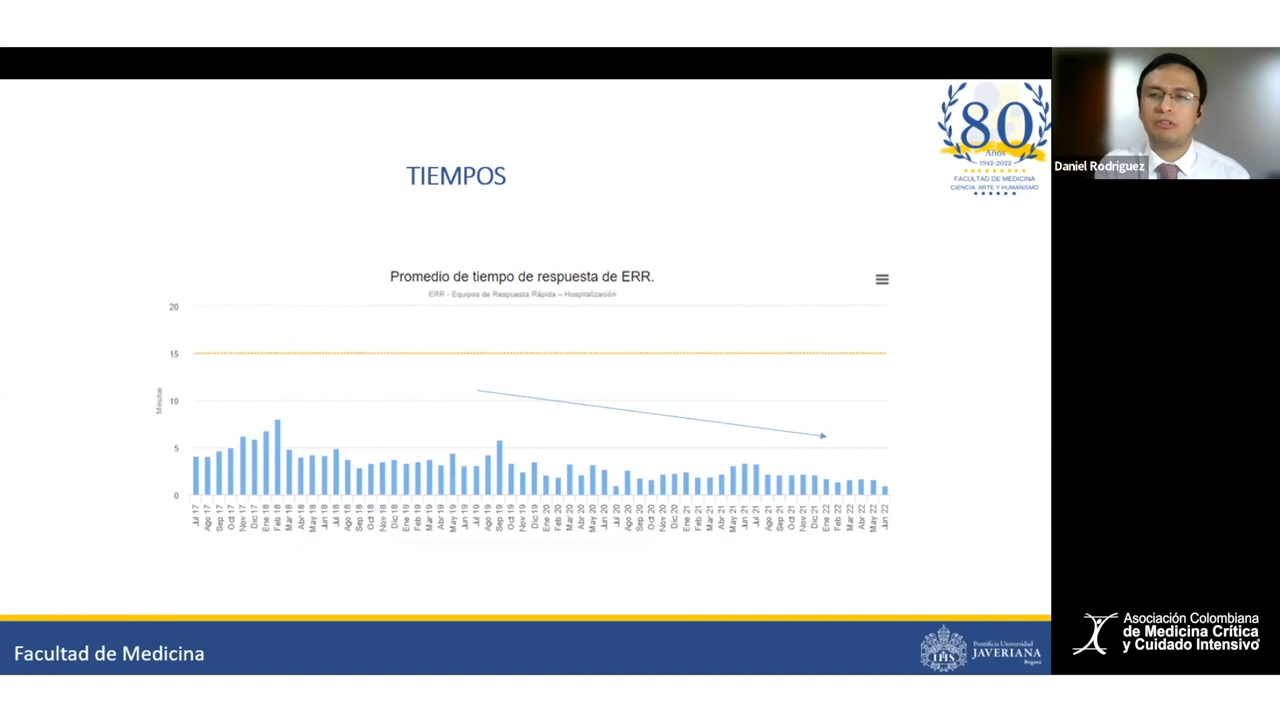 80
Años
1942-2022
FACULTAD DE MEDICINA
CIENCIA, ARTE Y HUMANISMO
Daniel Rodriguez
TIEMPOS
Promedio de tiempo de respuesta de ERR.
ERR - Equipos de Respuesta Rápida – Hospitalización
20
15
10
5
0
Minutos
Jul 17 Ago 17 Sep 17 Oct 17 Nov 17 Dic 17 Ene 18 Feb 18 Mar 18 Abr 18 May 18 Jun 18 Jul 18 Ago 18 Sep 18 Oct 18 Nov 18 Dic 18 Ene 19 Feb 19 Mar 19 Abr 19 May 19 Jun 19 Jul 19 Ago 19 Sep 19 Oct 19 Nov 19 Dic 19 Ene 20 Feb 20 Mar 20 Abr 20 May 20 Jun 20 Jul 20 Ago 20 Sep 20 Oct 20 Nov 20 Dic 20 Ene 21 Feb 21 Mar 21 Abr 21 May 21 Jun 21 Jul 21 Ago 21 Sep 21 Oct 21 Nov 21 Dic 21 Ene 22 Feb 22 Mar 22 Abr 22 May 22 Jun 22
Facultad de Medicina
IHS
Pontificia Universidad
JAVERIANA
Bogotá
Asociación Colombiana
de Medicina Crítica
y Cuidado Intensivo